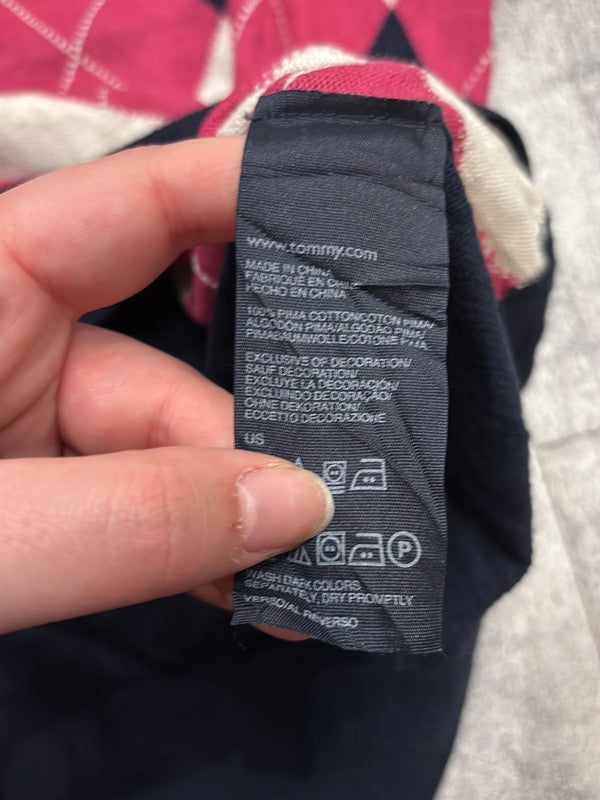 www.tommy.com
MADE IN CHINA/
FABRIQUÉ EN CHINE/
HECHO EN CHINA
100% PIMA COTTON/COTON PIMA/
ALGODÓN PIMA/ALGODÃO PIMA/
PIMABAUMWOLLE/COTONE PIMA
EXCLUSIVE OF DECORATION/
SAUF DECORATION/
EXCLUYE LA DECORACIÓN/
EXCLUINDO DECORAÇÃO/
OHNE DEKORATION/
ECCETTO DECORAZIONE
US
P
WASH DARK COLORS
SEPARATELY, DRY PROMPTLY
VERSO/AL REVERSO